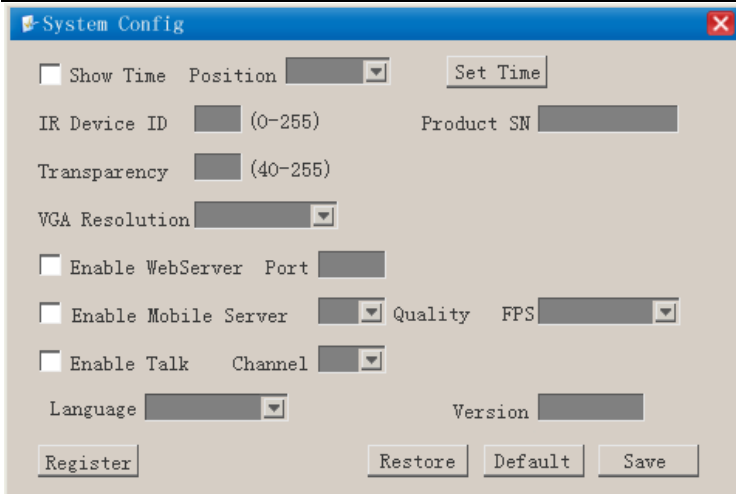 System Config
Show Time Position Set Time
IR Device ID (0-255) Product SN
Transparency (40-255)
VGA Resolution
Enable WebServer Port
Enable Mobile Server Quality FPS
Enable Talk Channel
Language Version
Register Restore Default Save